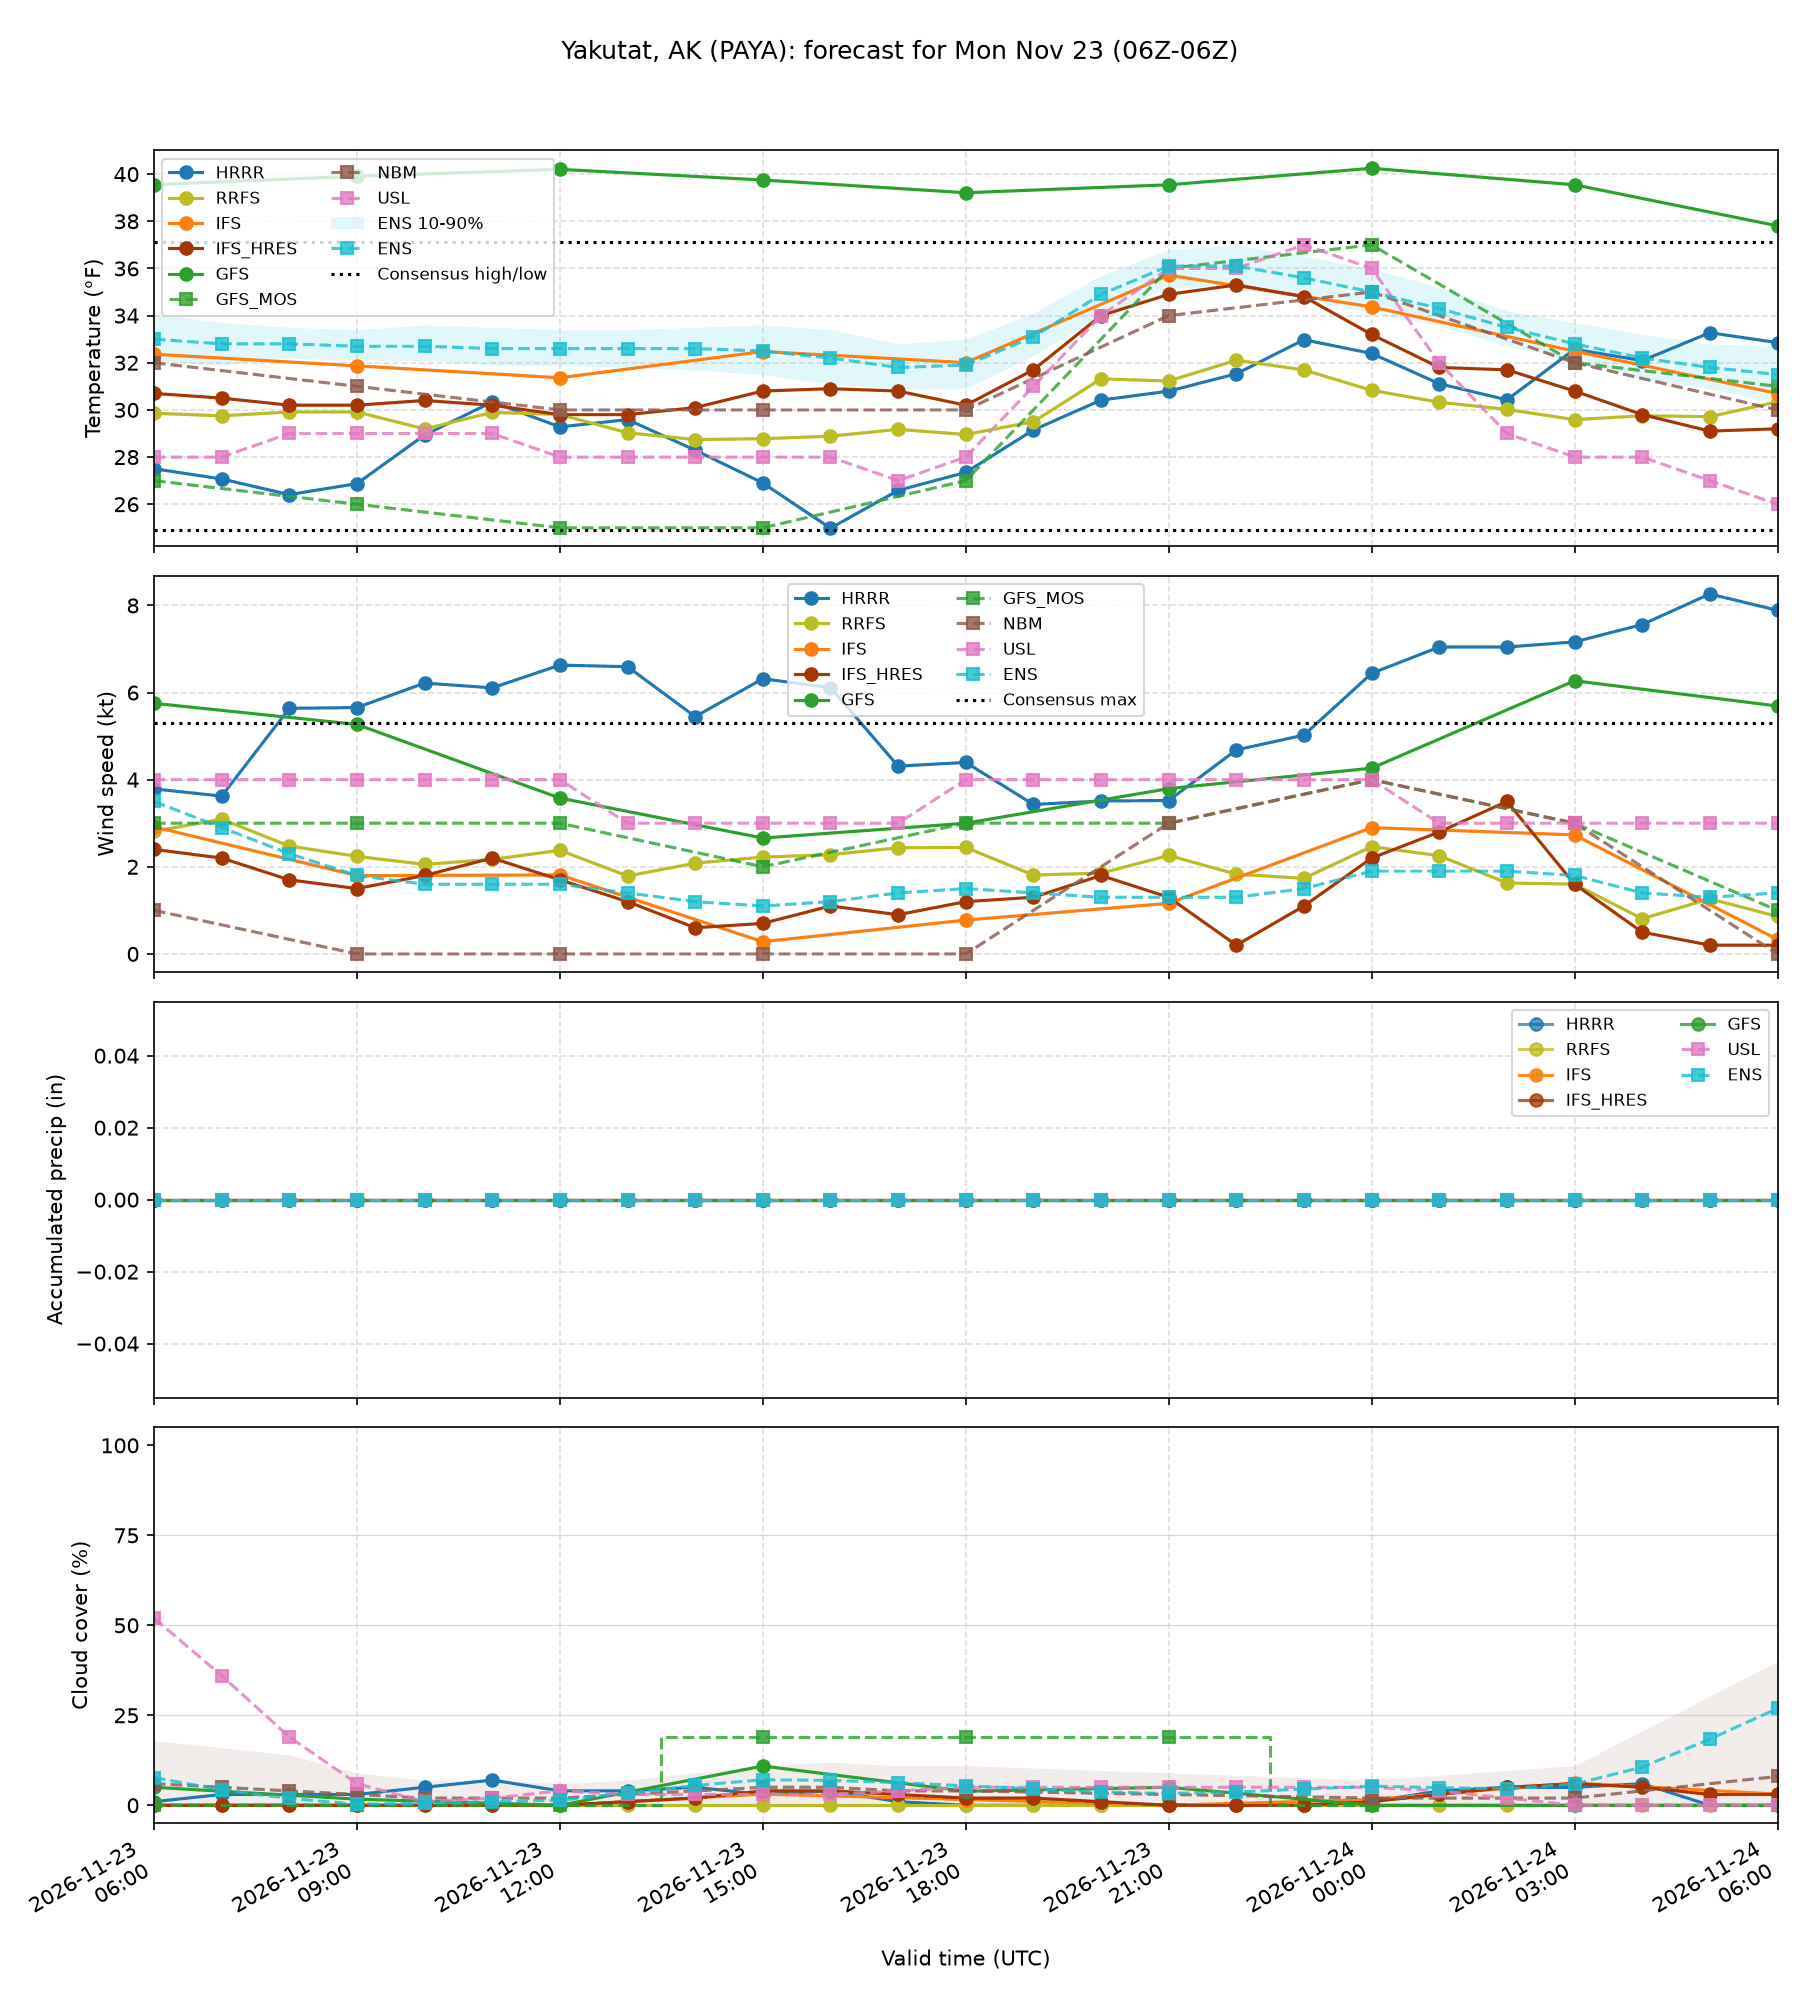 Yakutat, AK (PAYA): forecast for Mon Nov 23 (06Z-06Z)
Temperature (°F)
40
38
36
34
32
30
28
26
HRRR
RRFS
IFS
IFS_HRES
GFS
GFS_MOS
NBM
USL
ENS 10-90%
ENS
Consensus high/low
Wind speed (kt)
8
6
4
2
0
HRRR
RRFS
IFS
IFS_HRES
GFS
GFS_MOS
NBM
USL
ENS
Consensus max
Accumulated precip (in)
0.04
0.02
0.00
−0.02
−0.04
HRRR
RRFS
IFS
IFS_HRES
GFS
USL
ENS
Cloud cover (%)
100
75
50
25
0
2026-11-23
06:00
2026-11-23
09:00
2026-11-23
12:00
2026-11-23
15:00
2026-11-23
18:00
2026-11-23
21:00
2026-11-24
00:00
2026-11-24
03:00
2026-11-24
06:00
Valid time (UTC)